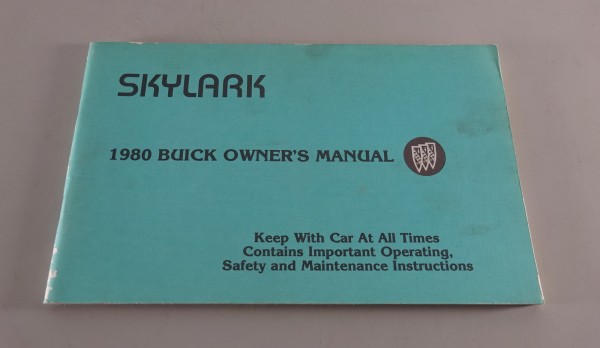 SKYLARK
1980 BUICK OWNER'S MANUAL
Keep With Car At All Times
Contains Important Operating,
Safety and Maintenance Instructions